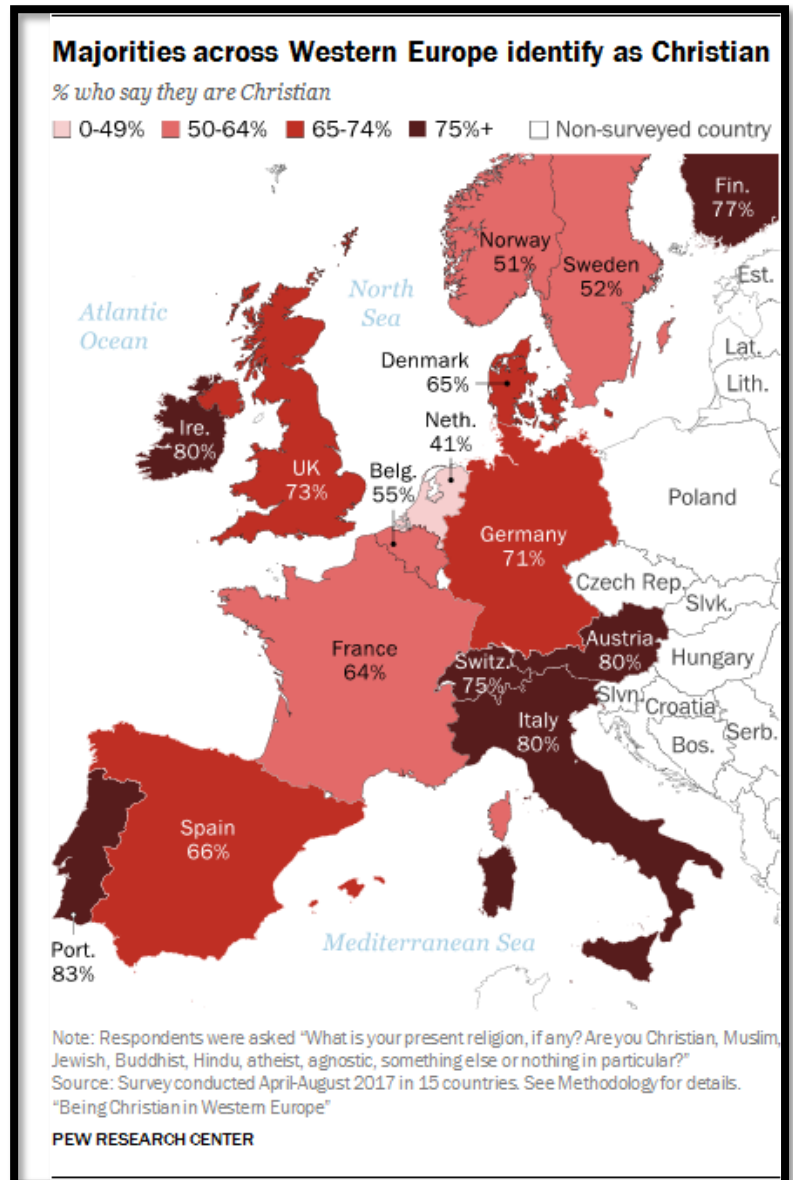 Majorities across Western Europe identify as Christian
% who say they are Christian
0-49% 50-64% 65-74% 75%+ Non-surveyed country
Fin.
77%
Norway
51%
Sweden
52%
Est.
North
Sea
Atlantic
Ocean
Lat.
Denmark
65%
Lith.
Neth.
41%
Ire.
80%
UK
73%
Belg.
55%
Poland
Germany
71%
Czech Rep.
Slvk.
France
64%
Austria
80%
Switz.
75%
Hungary
Slvn.
Croatia
Italy
80%
Serb.
Bos.
Spain
66%
Mediterranean Sea
Port.
83%
Note: Respondents were asked “What is your present religion, if any? Are you Christian, Muslim,
Jewish, Buddhist, Hindu, atheist, agnostic, something else or nothing in particular?”
Source: Survey conducted April-August 2017 in 15 countries. See Methodology for details.
“Being Christian in Western Europe”
PEW RESEARCH CENTER